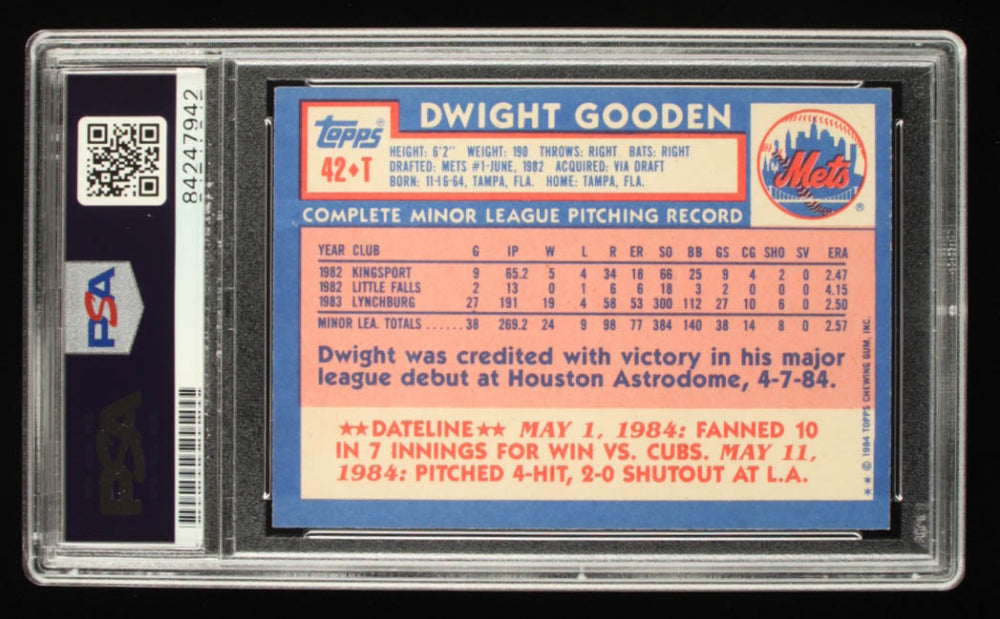 84247942
PSA
PSA
DWIGHT GOODEN
Topps®
42♦T
HEIGHT: 6'2" WEIGHT: 190 THROWS: RIGHT BATS: RIGHT
DRAFTED: METS #1-JUNE, 1982 ACQUIRED: VIA DRAFT
BORN: 11-16-64, TAMPA, FLA. HOME: TAMPA, FLA.
Mets ®
COMPLETE MINOR LEAGUE PITCHING RECORD
YEAR CLUB G IP W L R ER SO BB GS CG SHO SV ERA
1982 KINGSPORT 9 65.2 5 4 34 18 66 25 9 4 2 0 2.47
1982 LITTLE FALLS 2 13 0 1 6 6 18 3 2 0 0 0 4.15
1983 LYNCHBURG 27 191 19 4 58 53 300 112 27 10 6 0 2.50
MINOR LEA. TOTALS ...... 38 269.2 24 9 98 77 384 140 38 14 8 0 2.57
Dwight was credited with victory in his major
league debut at Houston Astrodome, 4-7-84.
★★DATELINE★★ MAY 1, 1984: FANNED 10
IN 7 INNINGS FOR WIN VS. CUBS. MAY 11,
1984: PITCHED 4-HIT, 2-0 SHUTOUT AT L.A.
★★ © 1984 TOPPS CHEWING GUM, INC.